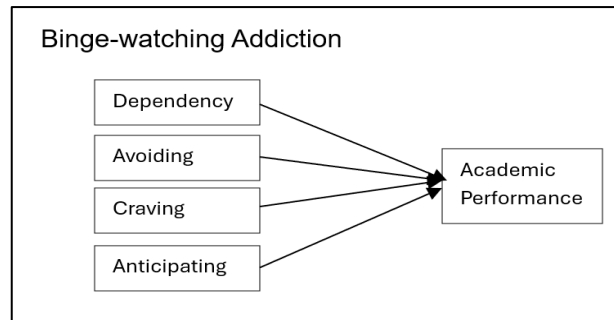 Binge-watching Addiction
Dependency
Avoiding
Craving
Anticipating
Academic
Performance